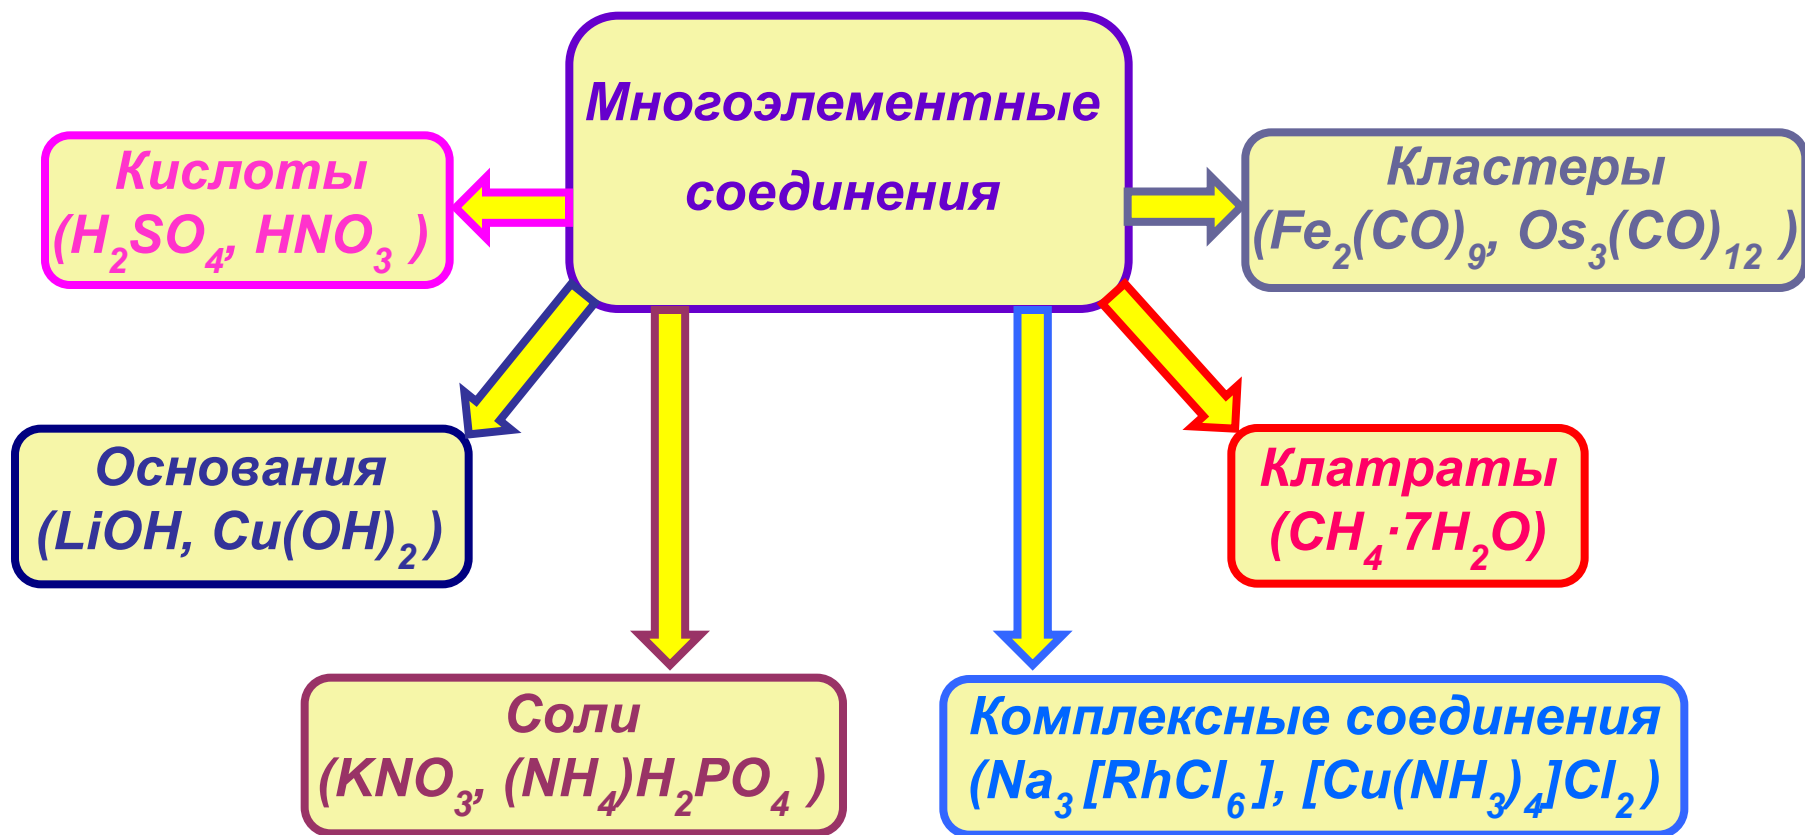 Многоэлементные
соединения
Кислоты
(H₂SO₄, HNO₃ )
Кластеры
(Fe₂(CO)₉, Os₃(CO)₁₂ )
Основания
(LiOH, Cu(OH)₂ )
Клатраты
(CH₄·7H₂O)
Соли
(KNO₃, (NH₄)H₂PO₄ )
Комплексные соединения
(Na₃ [RhCl₆ ], [Cu(NH₃)₄]Cl₂ )